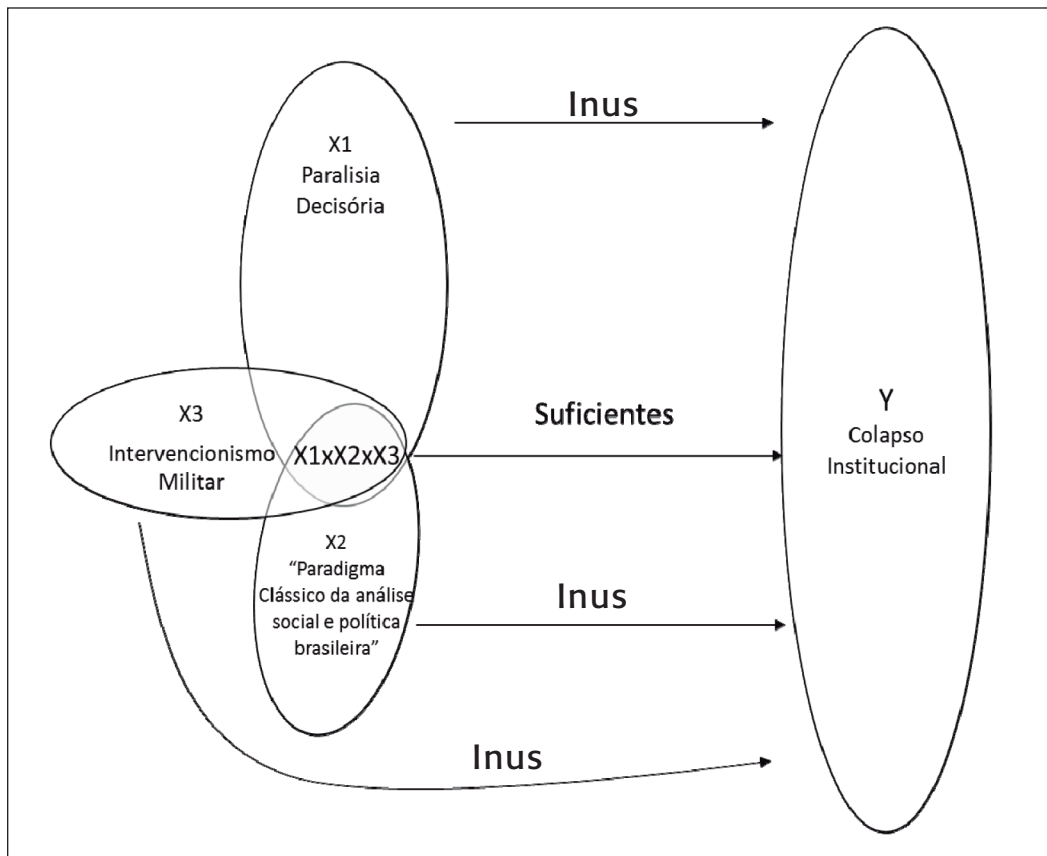 Inus
X1
Paralisia
Decisória
X3
Intervencionismo
Militar
X1xX2xX3
Suficientes
Y
Colapso
Institucional
X2
“Paradigma
Clássico da análise
social e política
brasileira”
Inus
Inus